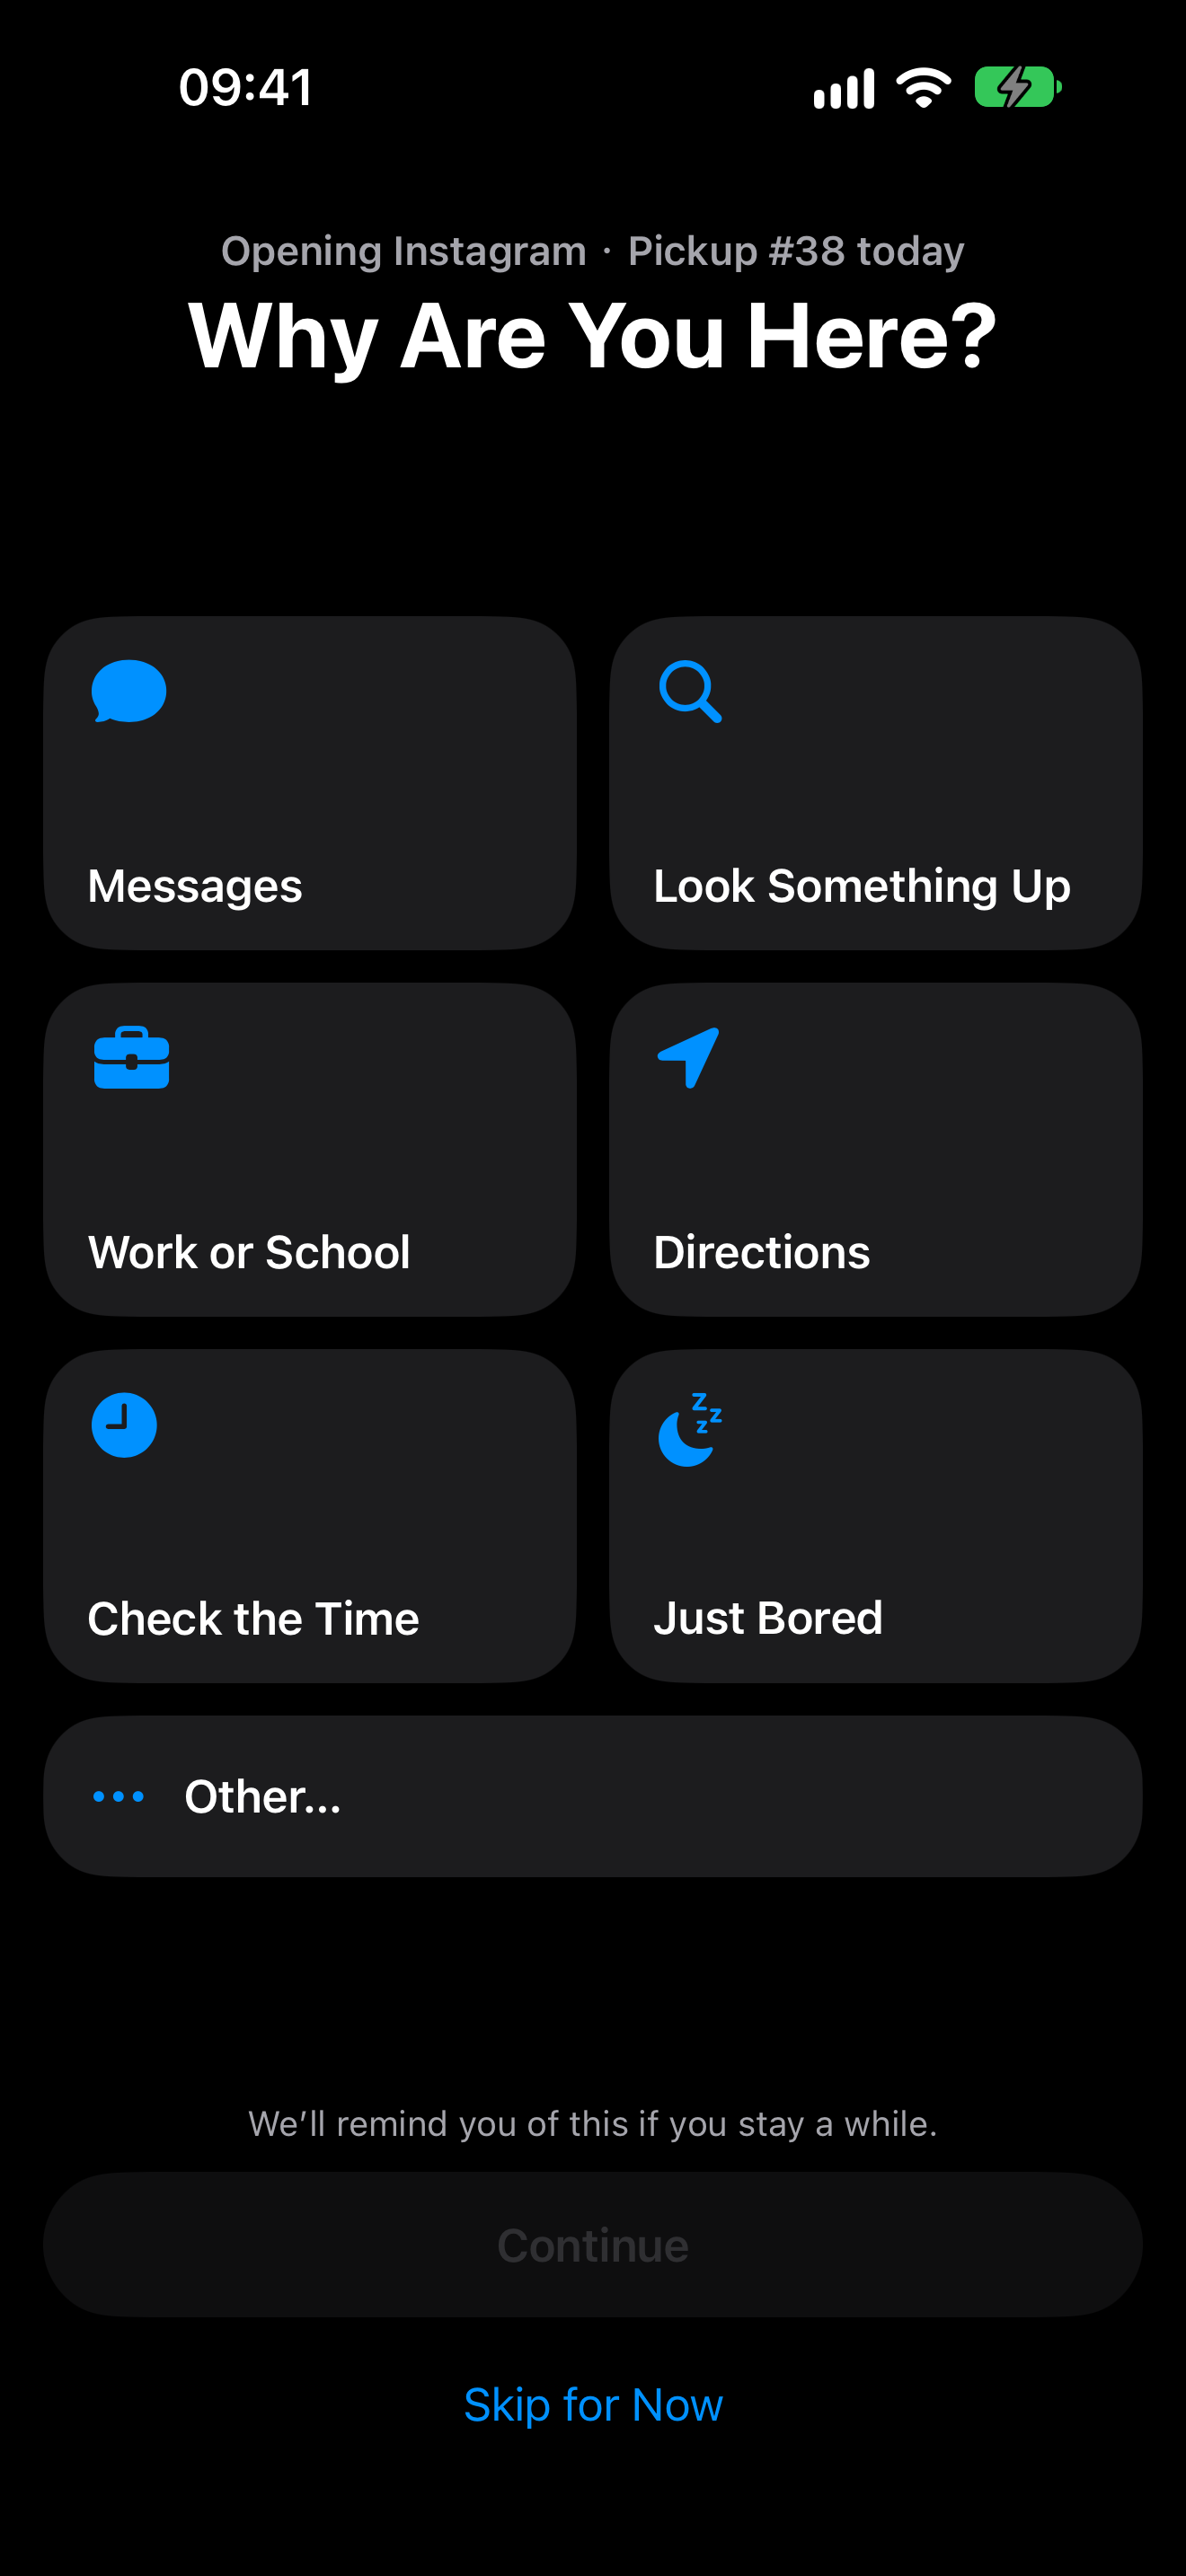 09:41
Opening Instagram · Pickup #38 today
Why Are You Here?
Messages
Look Something Up
Work or School
Directions
Check the Time
Just Bored
Other...
We’ll remind you of this if you stay a while.
Continue
Skip for Now